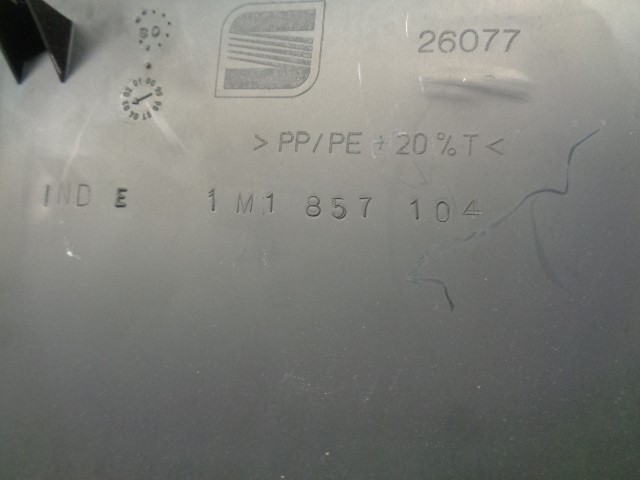 26077
>PP/PE + 20%T<
IND E 1M1 857 104